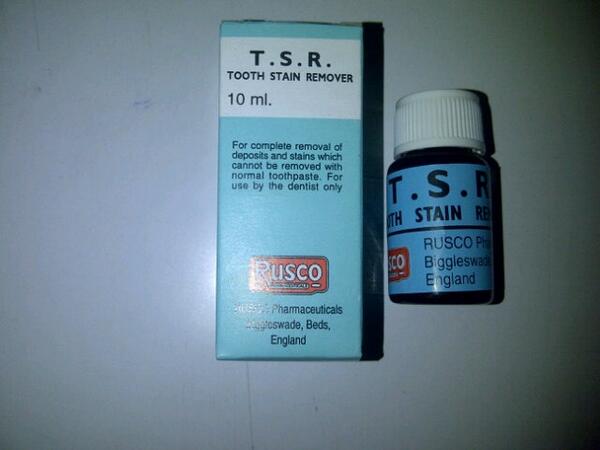 T.S.R.
TOOTH STAIN REMOVER
10 ml.
For complete removal of
deposits and stains which
cannot be removed with
normal toothpaste. For
use by the dentist only
Rusco
Pharmaceuticals
Beds,
England
T.S.R
STAIN
RUSCO
Biggleswade
England